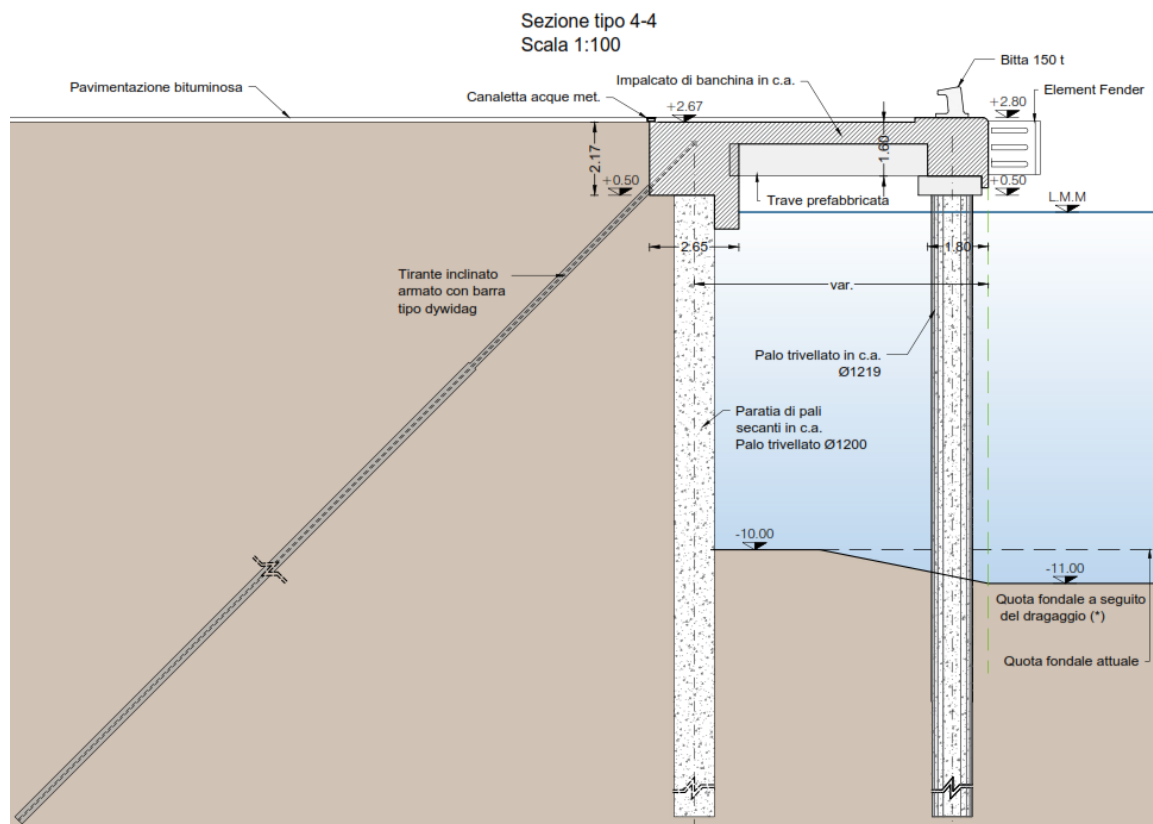 Sezione tipo 4-4
Scala 1:100
Bitta 150 t
Pavimentazione bituminosa
Impalcato di banchina in c.a.
Element Fender
Canaletta acque met.
+2.67
+2.80
2.17
1.60
+0.50
+0.50
Trave prefabbricata
L.M.M
2.65
1.80
Tirante inclinato
armato con barra
tipo dywidag
var.
Palo trivellato in c.a.
Ø1219
Paratia di pali
secanti in c.a.
Palo trivellato Ø1200
-10.00
-11.00
Quota fondale a seguito
del dragaggio (*)
Quota fondale attuale